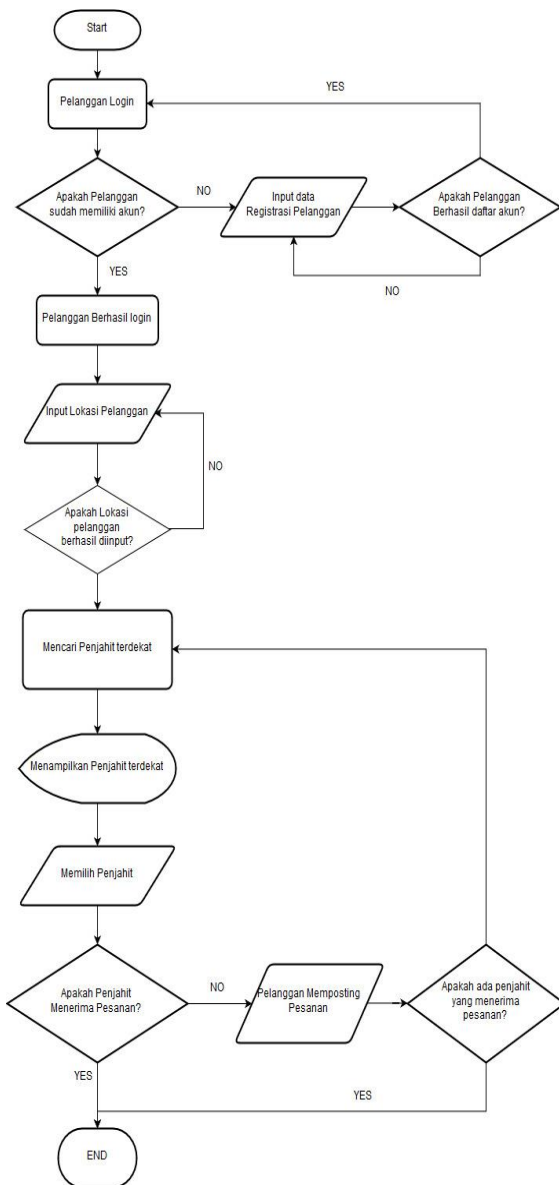 Start
YES
Pelanggan Login
Apakah Pelanggan
sudah memiliki akun?
NO
Input data
Registrasi Pelanggan
Apakah Pelanggan
Berhasil daftar akun?
NO
YES
Pelanggan Berhasil login
Input Lokasi Pelanggan
NO
Apakah Lokasi
pelanggan
berhasil diinput?
Mencari Penjahit terdekat
Menampilkan Penjahit terdekat
Memilih Penjahit
Apakah Penjahit
Menerima Pesanan?
NO
Pelanggan Memposting
Pesanan
Apakah ada penjahit
yang menerima
pesanan?
YES
YES
END